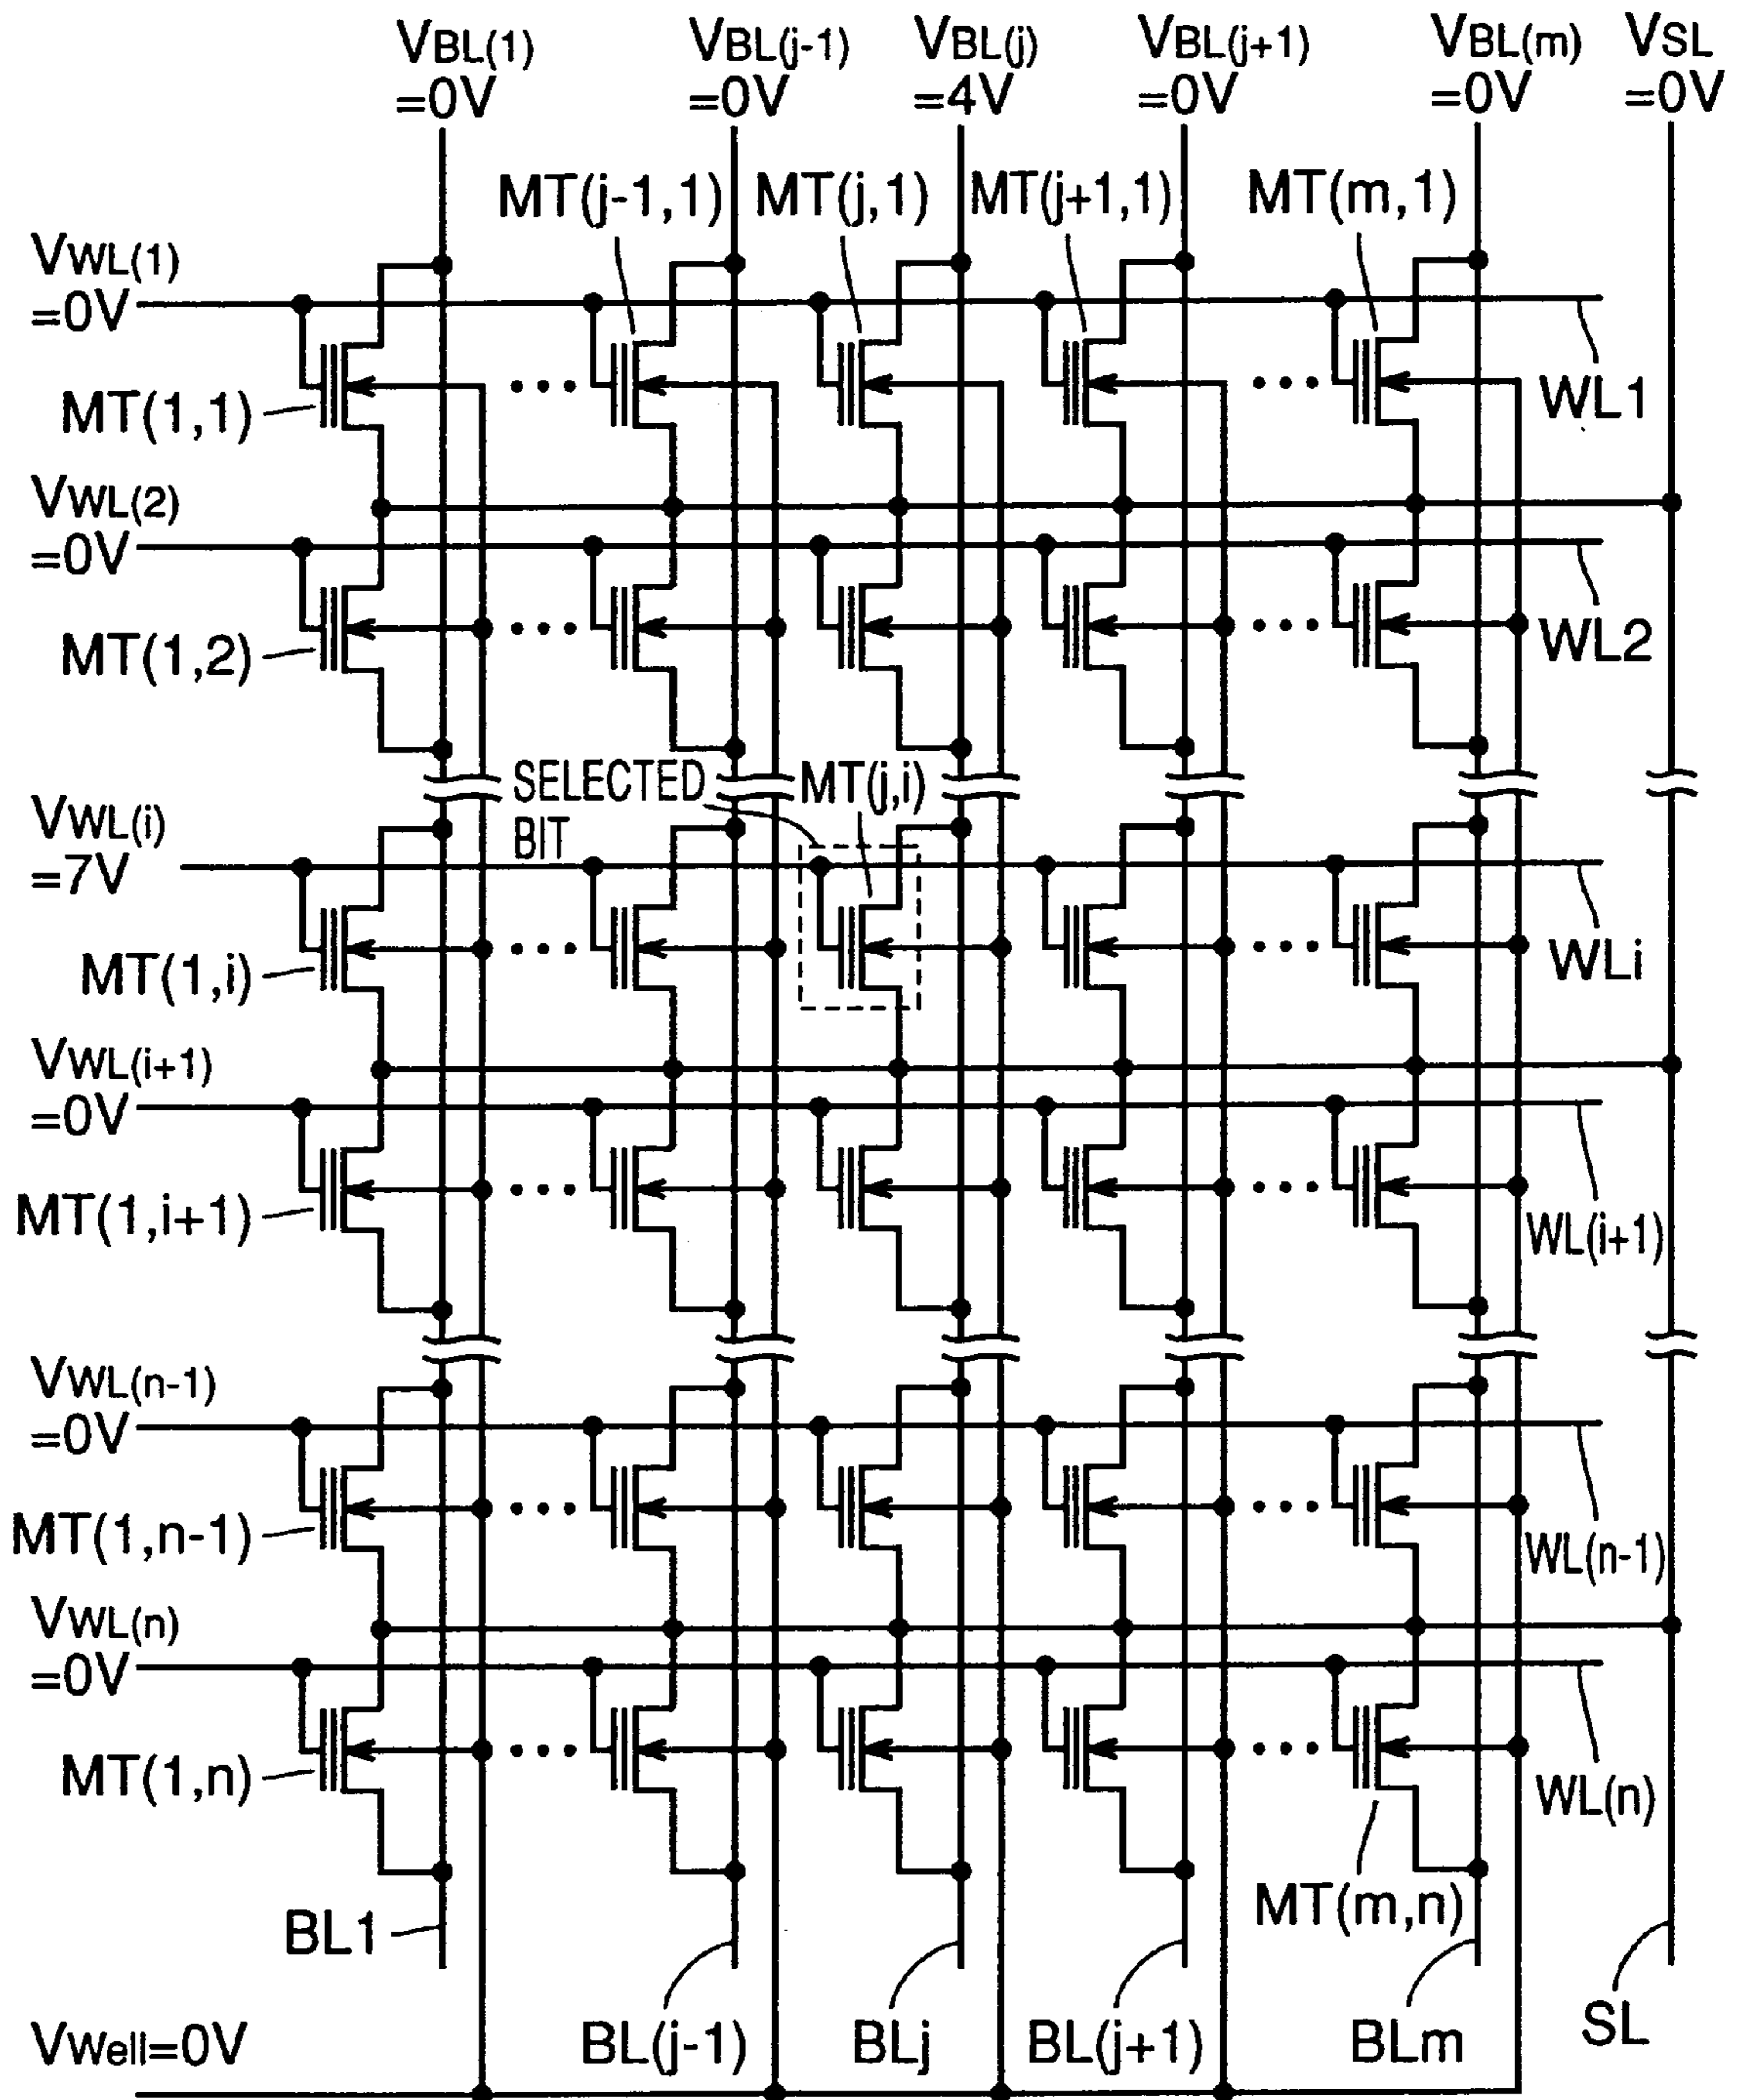 VBL(1) VBL(j-1) VBL(j) VBL(j+1) VBL(m) VSL
=0V =0V =4V =0V =0V =0V
MT(j-1,1) MT(j,1) MT(j+1,1) MT(m,1)
VWL(1)
=0V
WL1
MT(1,1)
VWL(2)
=0V
WL2
MT(1,2)
SELECTED MT(j,i)
BIT
VWL(i)
=7V
WLi
MT(1,i)
VWL(i+1)
=0V
MT(1,i+1)
WL(i+1)
VWL(n-1)
=0V
MT(1,n-1)
WL(n-1)
VWL(n)
=0V
MT(1,n)
WL(n)
MT(m,n)
BL1
BL(j-1) BLj BL(j+1) BLm SL
VWell=0V